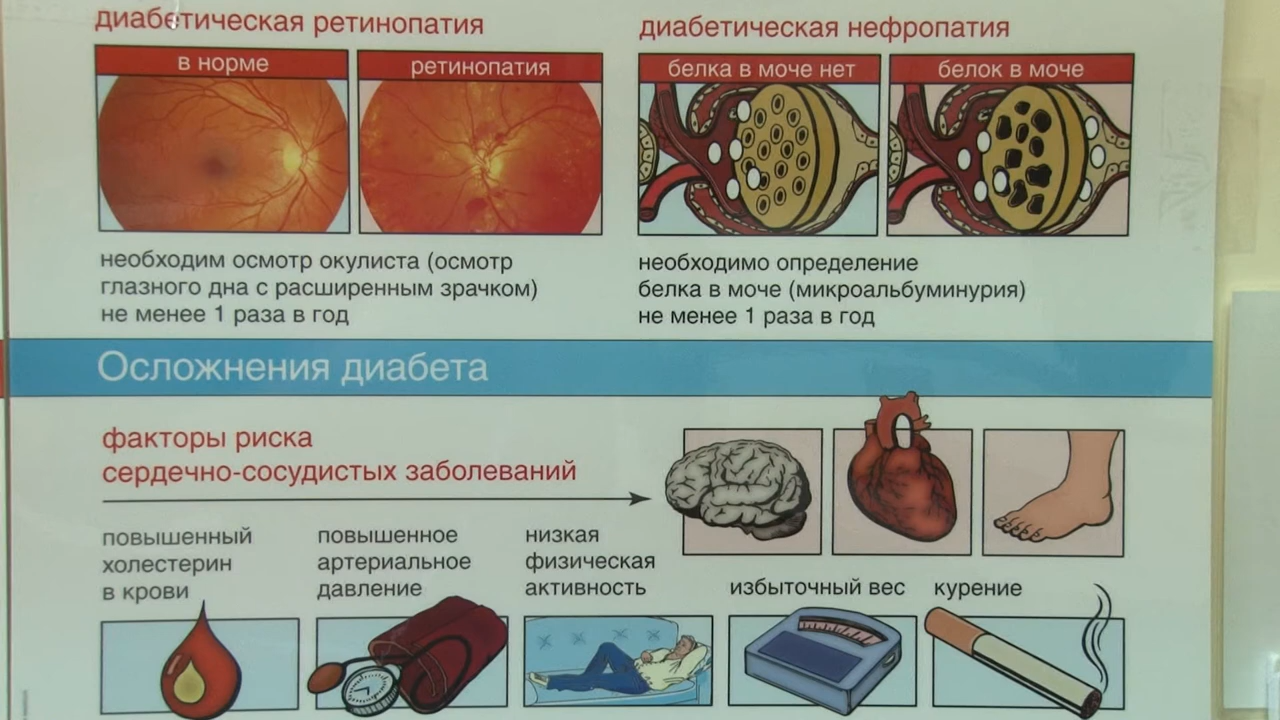 диабетическая ретинопатия
в норме
ретинопатия
необходим осмотр окулиста (осмотр
глазного дна с расширенным зрачком)
не менее 1 раза в год
диабетическая нефропатия
белка в моче нет
белок в моче
необходимо определение
белка в моче (микроальбуминурия)
не менее 1 раза в год
Осложнения диабета
факторы риска
сердечно-сосудистых заболеваний
повышенный
холестерин
в крови
повышенное
артериальное
давление
низкая
физическая
активность
избыточный вес
курение